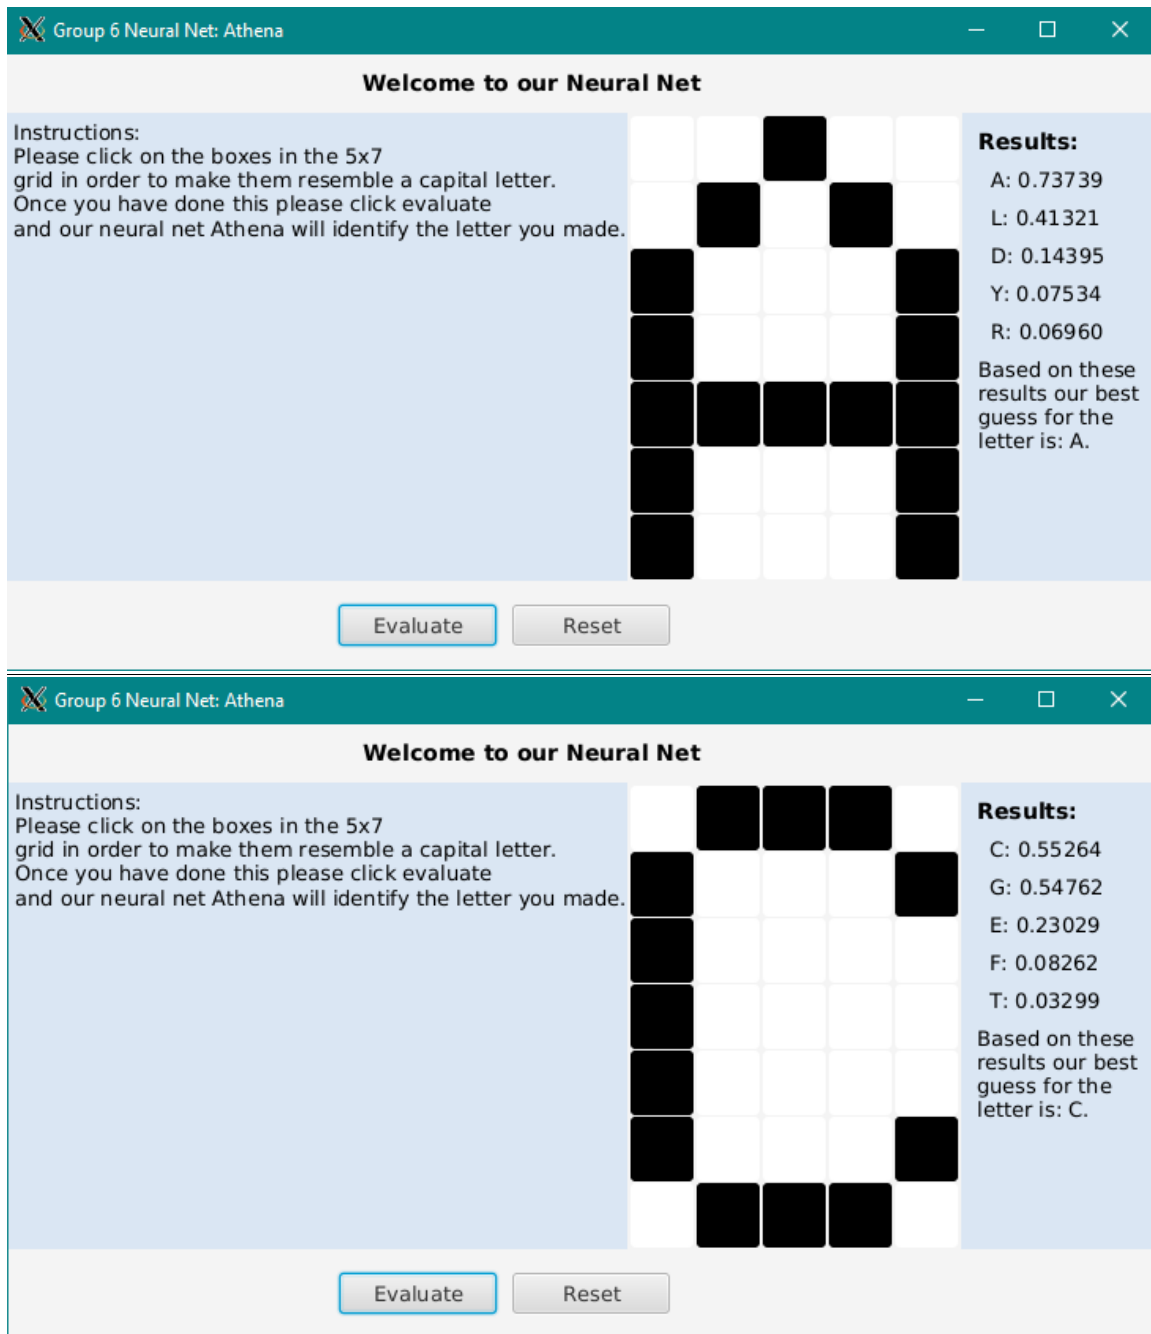 Group 6 Neural Net: Athena
Welcome to our Neural Net
Instructions:
Please click on the boxes in the 5x7
grid in order to make them resemble a capital letter.
Once you have done this please click evaluate
and our neural net Athena will identify the letter you made.
Results:
A: 0.73739
L: 0.41321
D: 0.14395
Y: 0.07534
R: 0.06960
Based on these
results our best
guess for the
letter is: A.
Evaluate
Reset
Group 6 Neural Net: Athena
Welcome to our Neural Net
Instructions:
Please click on the boxes in the 5x7
grid in order to make them resemble a capital letter.
Once you have done this please click evaluate
and our neural net Athena will identify the letter you made.
Results:
C: 0.55264
G: 0.54762
E: 0.23029
F: 0.08262
T: 0.03299
Based on these
results our best
guess for the
letter is: C.
Evaluate
Reset